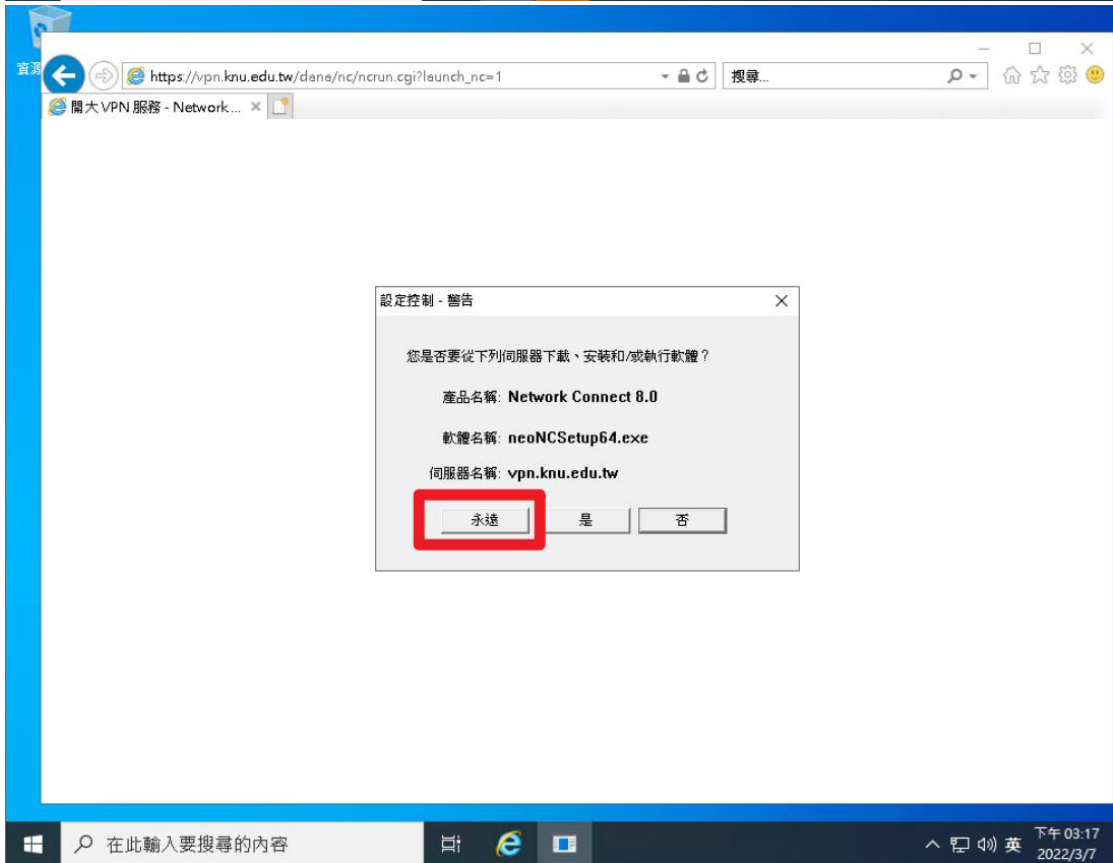 資源
https://vpn.knu.edu.tw/dana/nc/ncrun.cgi?launch_nc=1
搜尋...
開大 VPN 服務 - Network...
設定控制 - 警告
您是否要從下列伺服器下載、安裝和/或執行軟體？
產品名稱: Network Connect 8.0
軟體名稱: neoNCSetup64.exe
伺服器名稱: vpn.knu.edu.tw
永遠
是
否
在此輸入要搜尋的內容
英
下午 03:17
2022/3/7